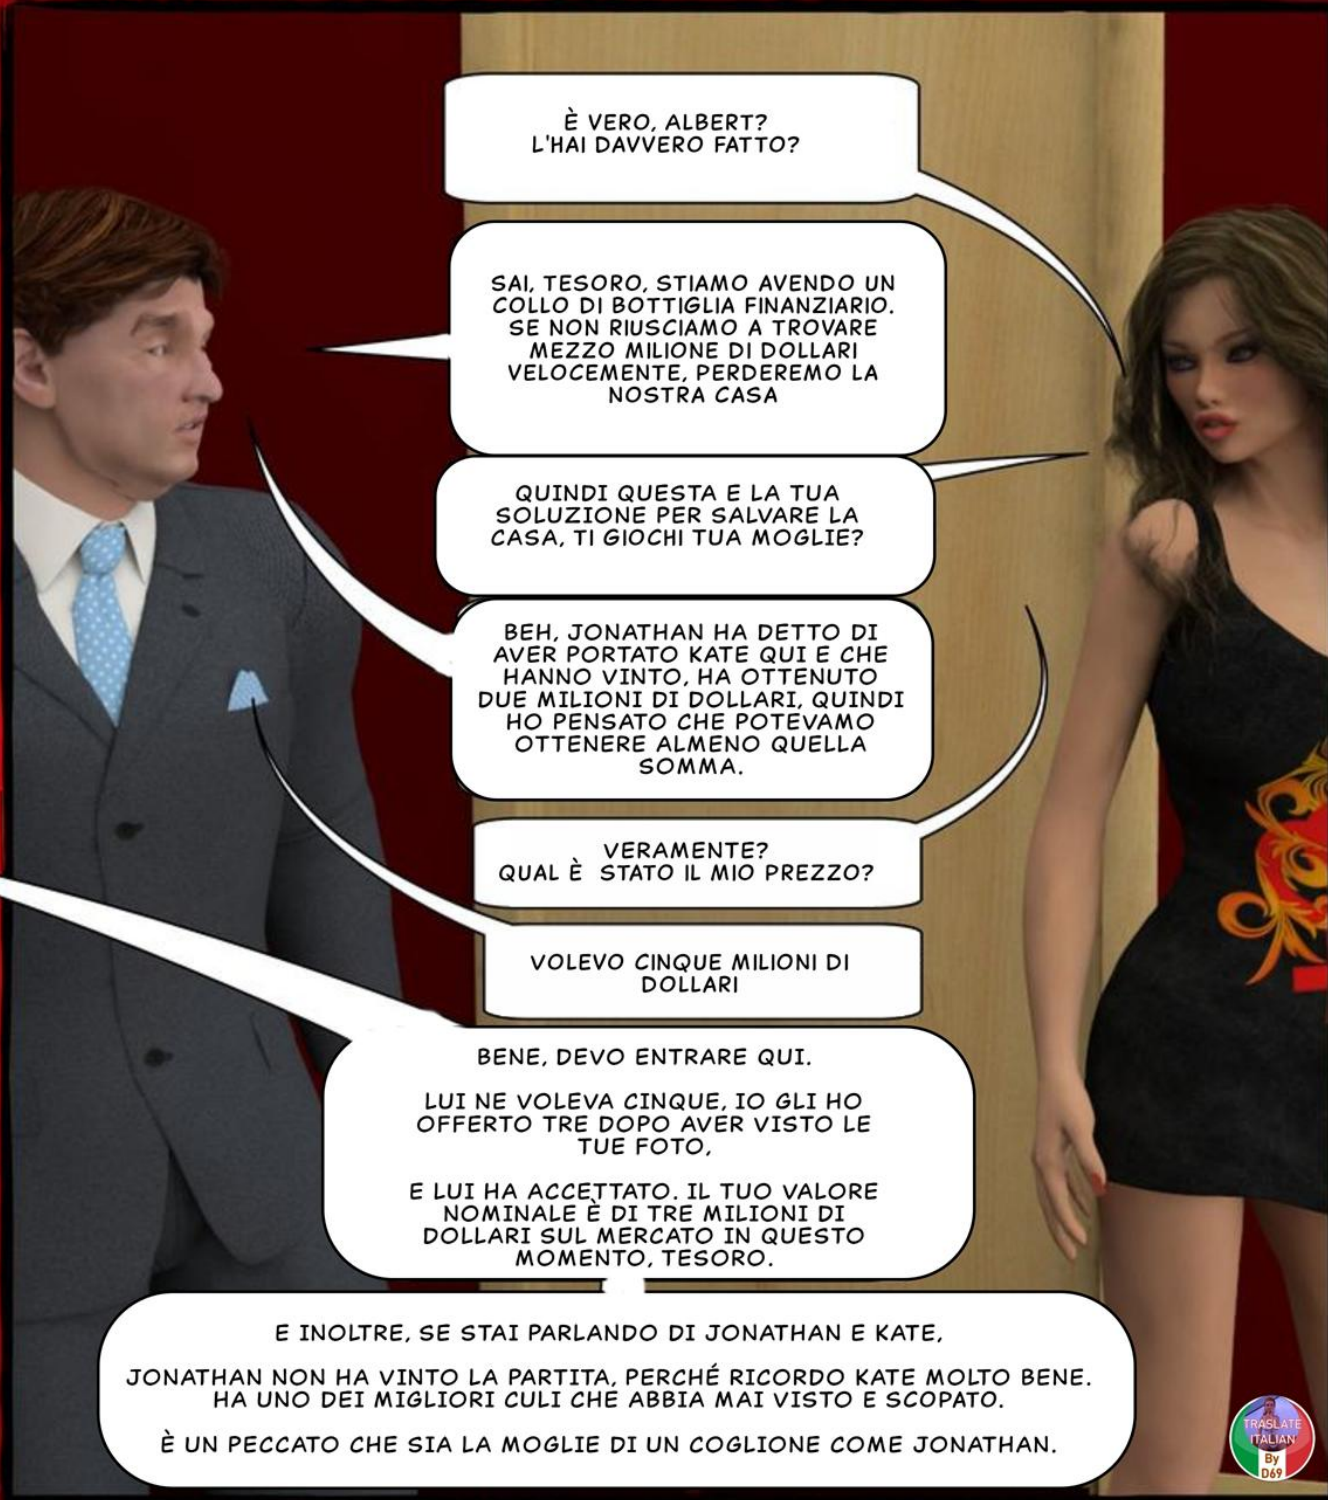 È VERO, ALBERT?
L'HAI DAVVERO FATTO?
SAI, TESORO, STIAMO AVENDO UN
COLLO DI BOTTIGLIA FINANZIARIO.
SE NON RIUSCIAMO A TROVARE
MEZZO MILIONE DI DOLLARI
VELOCEMENTE, PERDEREMO LA
NOSTRA CASA
QUINDI QUESTA E LA TUA
SOLUZIONE PER SALVARE LA
CASA, TI GIOCHI TUA MOGLIE?
BEH, JONATHAN HA DETTO DI
AVER PORTATO KATE QUI E CHE
HANNO VINTO, HA OTTENUTO
DUE MILIONI DI DOLLARI, QUINDI
HO PENSATO CHE POTEVAMO
OTTENERE ALMENO QUELLA
SOMMA.
VERAMENTE?
QUAL È STATO IL MIO PREZZO?
VOLEVO CINQUE MILIONI DI
DOLLARI
BENE, DEVO ENTRARE QUI.
LUI NE VOLEVA CINQUE, IO GLI HO
OFFERTO TRE DOPO AVER VISTO LE
TUE FOTO,
E LUI HA ACCETTATO. IL TUO VALORE
NOMINALE È DI TRE MILIONI DI
DOLLARI SUL MERCATO IN QUESTO
MOMENTO, TESORO.
E INOLTRE, SE STAI PARLANDO DI JONATHAN E KATE,
JONATHAN NON HA VINTO LA PARTITA, PERCHÉ RICORDO KATE MOLTO BENE.
HA UNO DEI MIGLIORI CULI CHE ABBIA MAI VISTO E SCOPATO.
È UN PECCATO CHE SIA LA MOGLIE DI UN COGLIONE COME JONATHAN.
TRASLATE
ITALIAN
By
D69